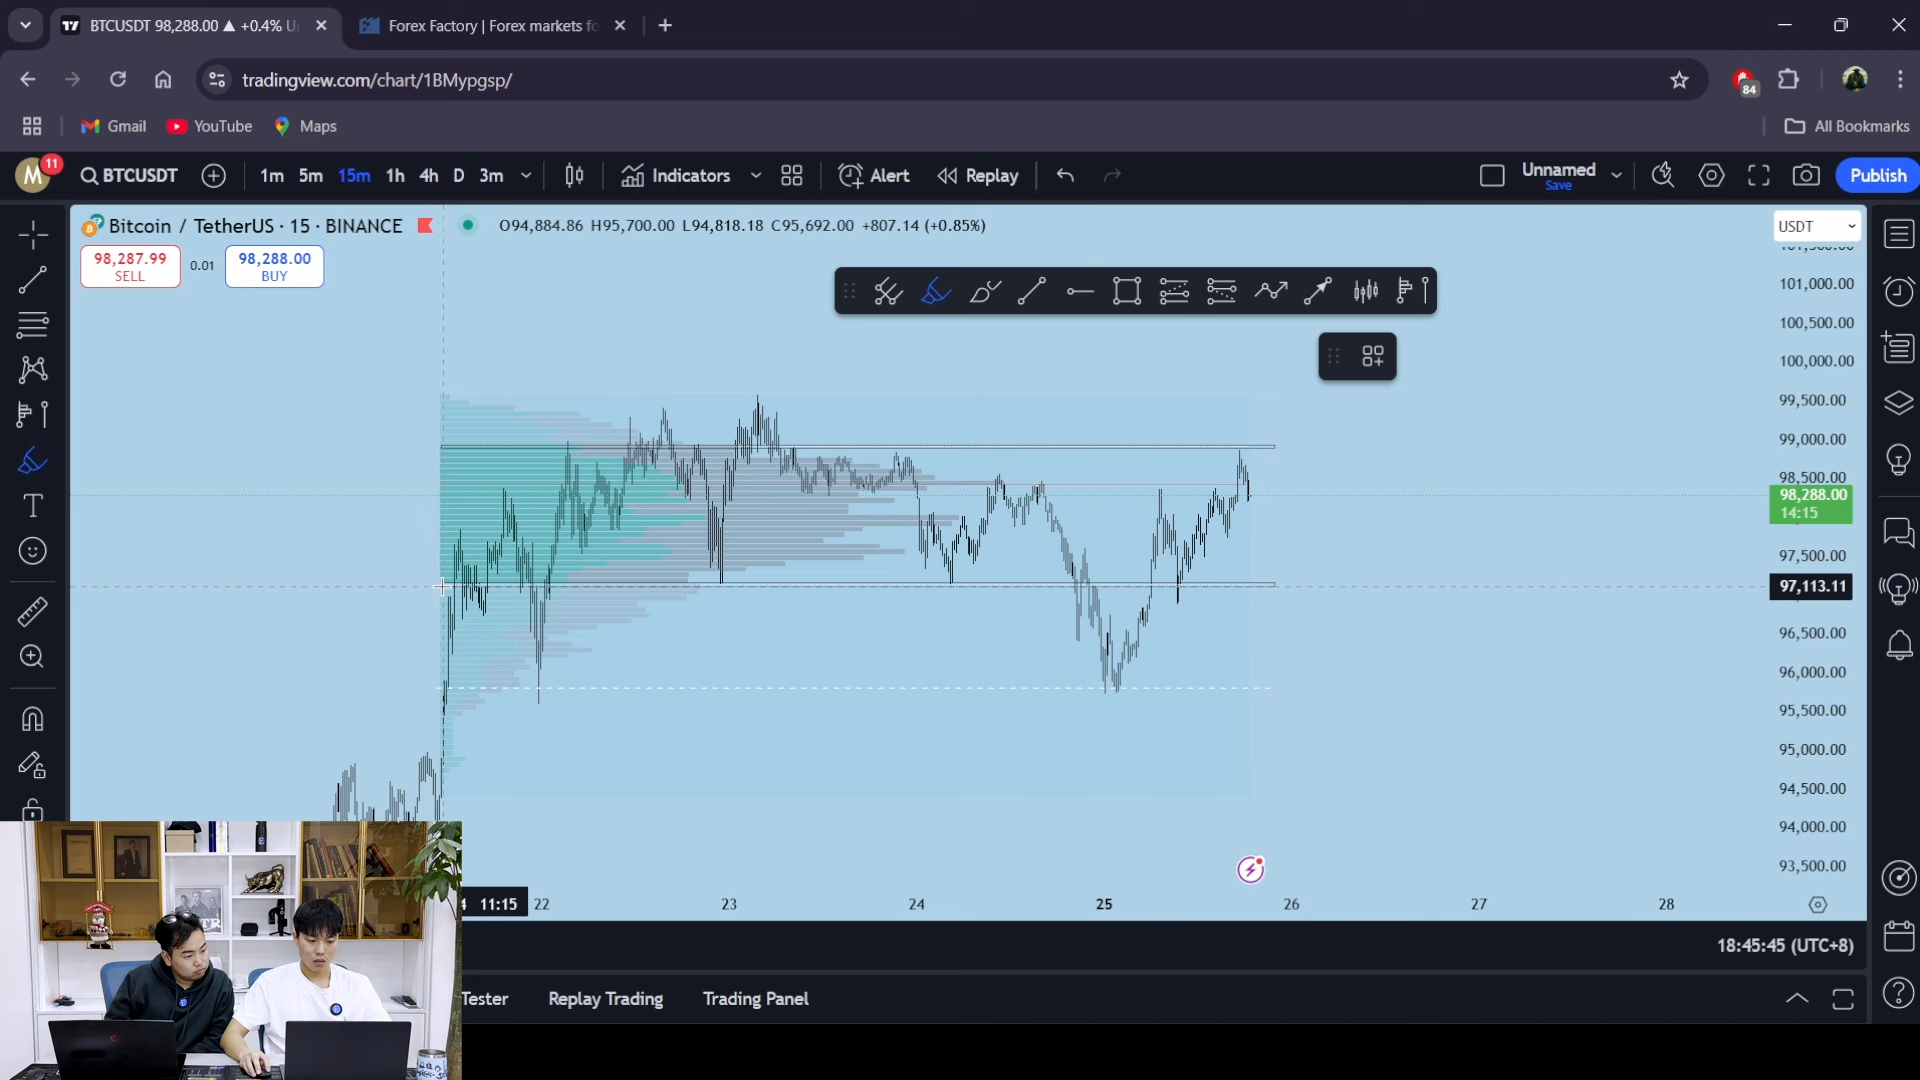 BTCUSDT 98,288.00 ▲ +0.4% U
Forex Factory | Forex markets fo
tradingview.com/chart/1BMypgsp/
84
Gmail
YouTube
Maps
All Bookmarks
M
11
BTCUSDT
1m 5m 15m 1h 4h D 3m
Indicators
Alert
Replay
Unnamed
Save
Publish
Bitcoin / TetherUS · 15 · BINANCE
O94,884.86 H95,700.00 L94,818.18 C95,692.00 +807.14 (+0.85%)
USDT
98,287.99
SELL
0.01
98,288.00
BUY
101,000.00
100,500.00
100,000.00
99,500.00
99,000.00
98,500.00
98,288.00
14:15
97,500.00
97,113.11
96,500.00
96,000.00
95,500.00
95,000.00
94,500.00
94,000.00
93,500.00
4 11:15
22
23
24
25
26
27
28
18:45:45 (UTC+8)
Tester
Replay Trading
Trading Panel